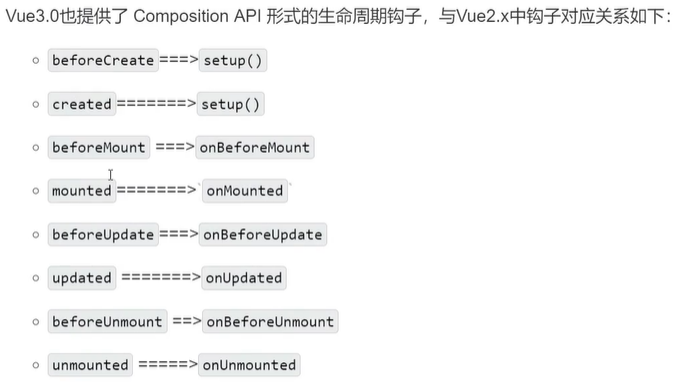 Vue3.0也提供了 Composition API 形式的生命周期钩子，与Vue2.x中钩子对应关系如下：
beforeCreate===>setup()
created=======>setup()
beforeMount ===>onBeforeMount
mounted=======>`onMounted`
beforeUpdate===>onBeforeUpdate
updated =======>onUpdated
beforeUnmount ==>onBeforeUnmount
unmounted =====>onUnmounted